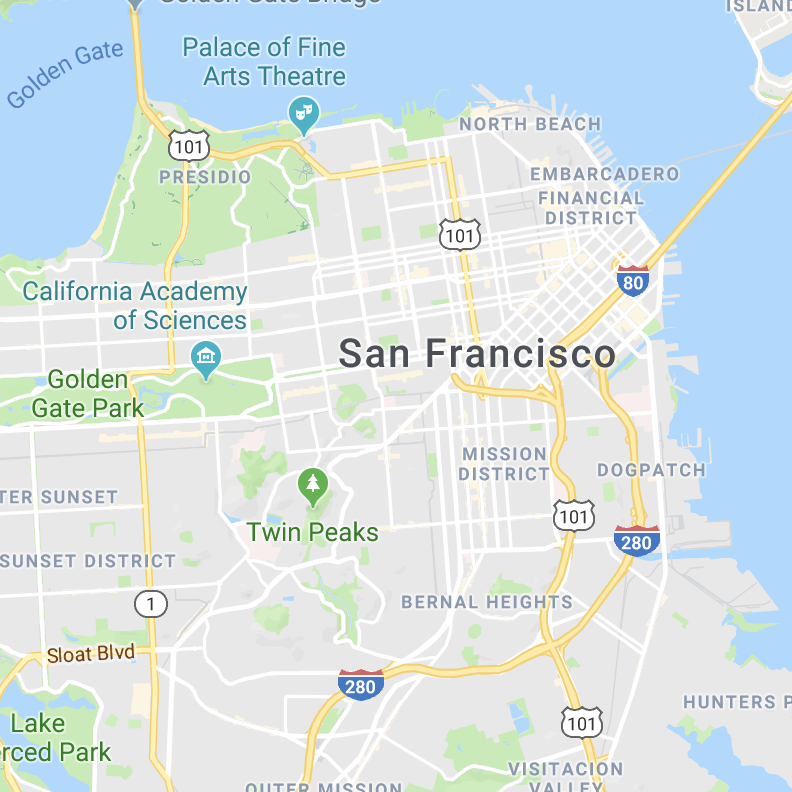 Golden Gate Bridge
ISLAND
Golden Gate
Palace of Fine
Arts Theatre
NORTH BEACH
101
PRESIDIO
EMBARCADERO
FINANCIAL
DISTRICT
101
80
California Academy
of Sciences
San Francisco
Golden
Gate Park
MISSION
DISTRICT
DOGPATCH
TER SUNSET
Twin Peaks
101
280
SUNSET DISTRICT
1
BERNAL HEIGHTS
Sloat Blvd
280
HUNTERS P
101
Lake
erced Park
VISITACION
VALLEY
OUTER MISSION